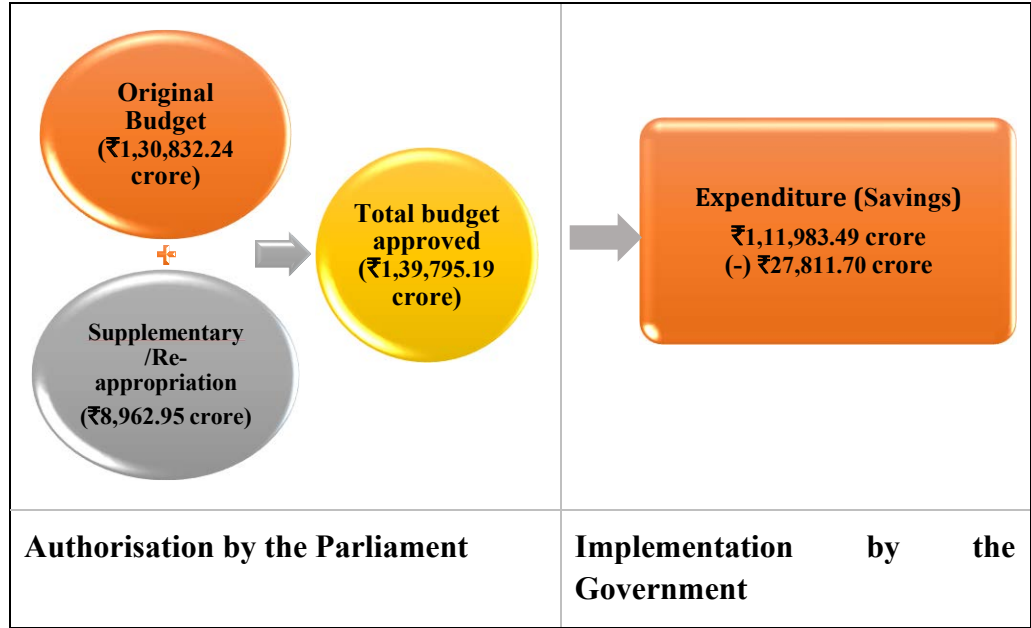 Original
Budget
(₹1,30,832.24
crore)
Supplementary
/Re-
appropriation
(₹8,962.95 crore)
Total budget
approved
(₹1,39,795.19
crore)
Expenditure (Savings)
₹1,11,983.49 crore
(-) ₹27,811.70 crore
Authorisation by the Parliament
Implementation by the
Government